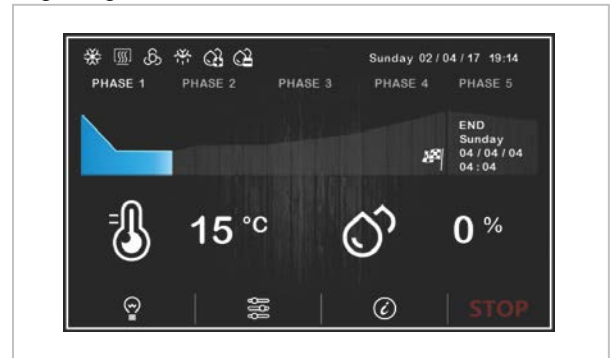 Sunday 02 / 04 / 17 19:14
PHASE 1 PHASE 2 PHASE 3 PHASE 4 PHASE 5
END
Sunday
04 / 04 / 04
04 : 04
15 °C 0 %
i STOP